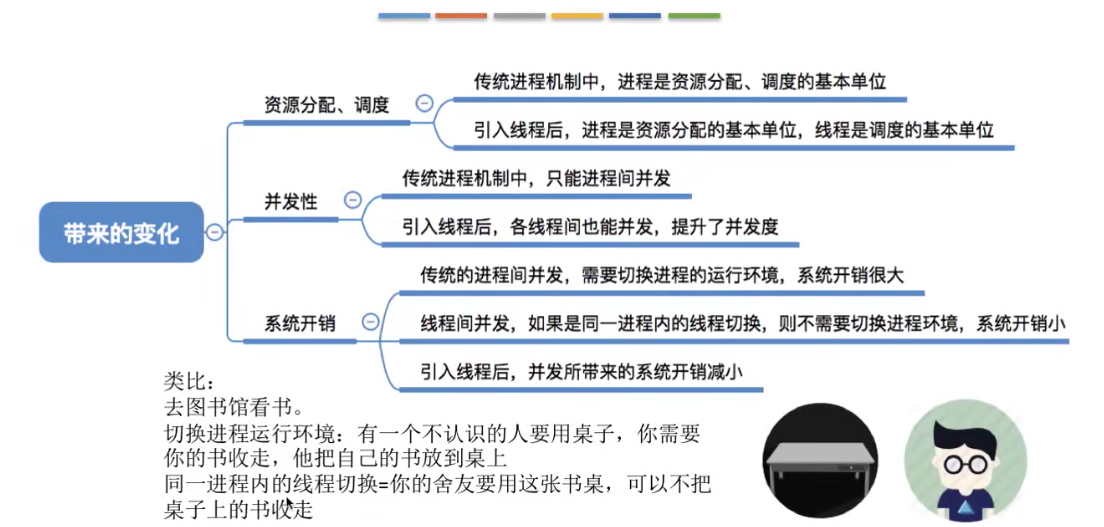 资源分配、调度
传统进程机制中，进程是资源分配、调度的基本单位
引入线程后，进程是资源分配的基本单位，线程是调度的基本单位
带来的变化
并发性
传统进程机制中，只能进程间并发
引入线程后，各线程间也能并发，提升了并发度
系统开销
传统的进程间并发，需要切换进程的运行环境，系统开销很大
线程间并发，如果是同一进程内的线程切换，则不需要切换进程环境，系统开销小
引入线程后，并发所带来的系统开销减小
类比：
去图书馆看书。
切换进程运行环境：有一个不认识的人要用桌子，你需要
你的书收走，他把自己的书放到桌上
同一进程内的线程切换=你的舍友要用这张书桌，可以不把
桌子上的书收走